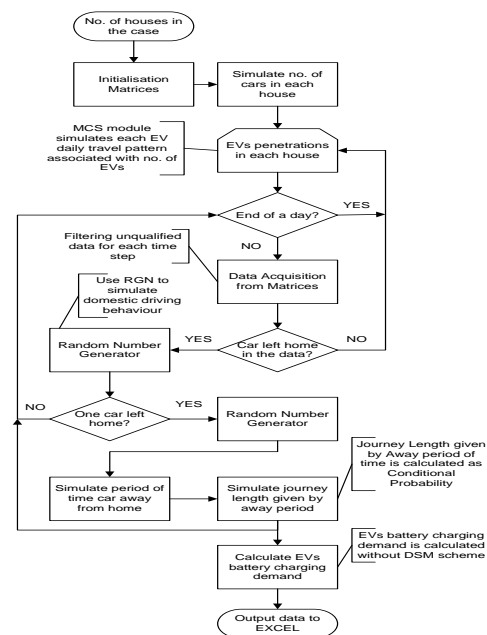 No. of houses in
the case
Initialisation
Matrices
Simulate no. of
cars in each
house
MCS module
simulates each EV
daily travel pattern
associated with no. of
EVs
EVs penetrations
in each house
YES
End of a day?
NO
Filtering unqualified
data for each time
step
Data Acquisition
from Matrices
Use RGN to
simulate
domestic driving
behaviour
Random Number
Generator
YES
Car left home
in the data?
NO
NO
One car left
home?
YES
Random Number
Generator
Journey Length given
by Away period of
time is calculated as
Conditional
Probability
Simulate period of
time car away
from home
Simulate journey
length given by
away period
EVs battery charging
demand is calculated
without DSM scheme
Calculate EVs
battery charging
demand
Output data to
EXCEL